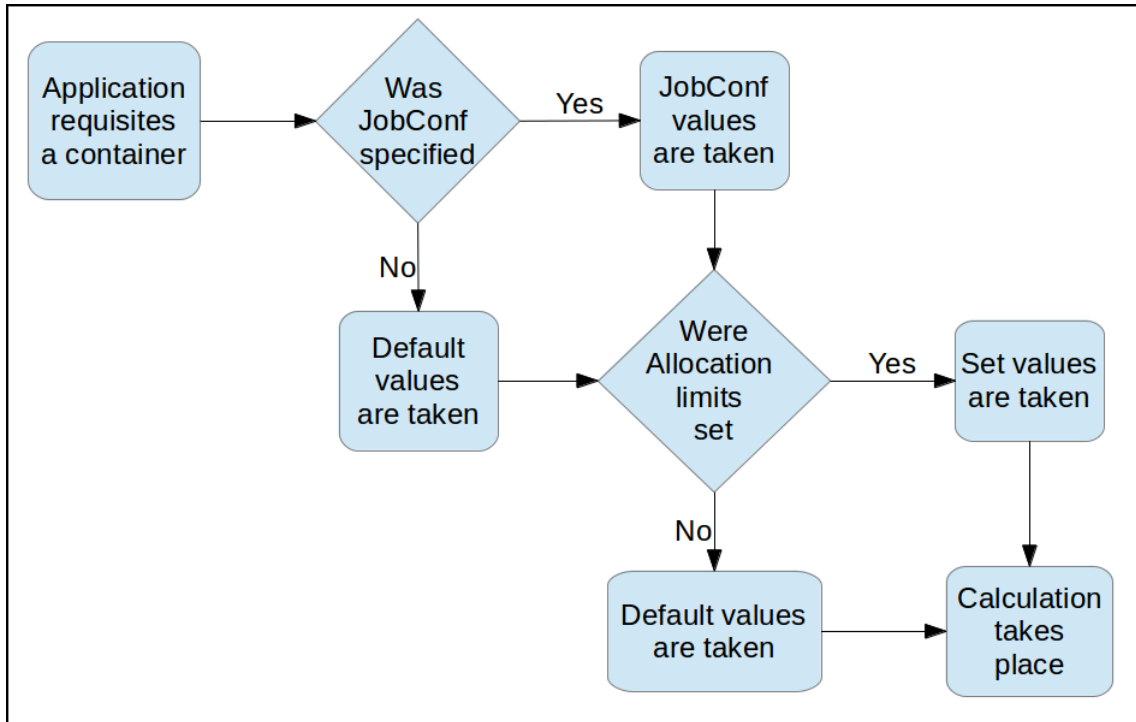 Application
requisites
a container
Was
JobConf
specified
Yes
JobConf
values
are taken
No
Default
values
are taken
Were
Allocation
limits
set
Yes
Set values
are taken
No
Default values
are taken
Calculation
takes
place